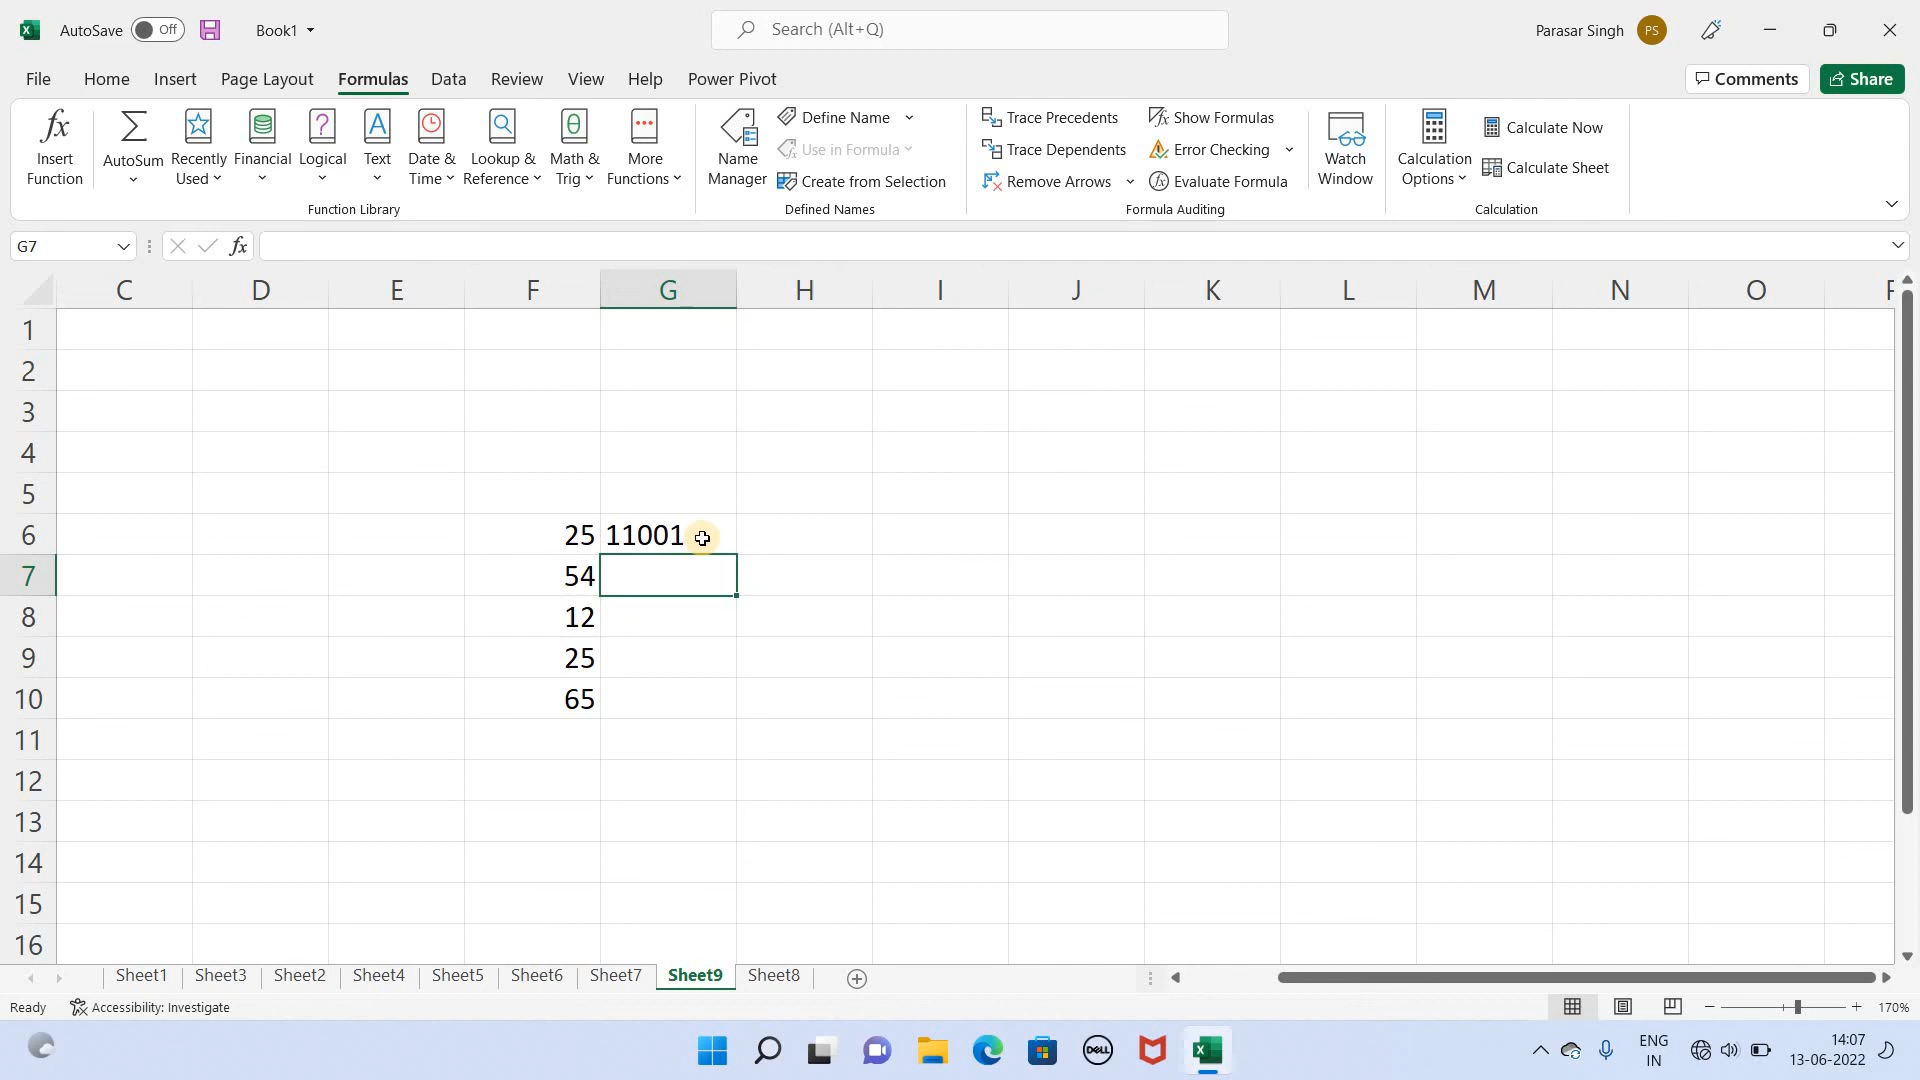 AutoSave Off Book1 Search (Alt+Q) Parasar Singh PS
File Home Insert Page Layout Formulas Data Review View Help Power Pivot Comments Share
Insert Function
AutoSum
Recently Used
Financial
Logical
Text
Date & Time
Lookup & Reference
Math & Trig
More Functions
Function Library
Name Manager
Define Name
Use in Formula
Create from Selection
Defined Names
Trace Precedents
Trace Dependents
Remove Arrows
Show Formulas
Error Checking
Evaluate Formula
Formula Auditing
Watch Window
Calculation Options
Calculate Now
Calculate Sheet
Calculation
G7 fx
C D E F G H I J K L M N O
1
2
3
4
5
6 25 11001
7 54
8 12
9 25
10 65
11
12
13
14
15
16
Sheet1 Sheet3 Sheet2 Sheet4 Sheet5 Sheet6 Sheet7 Sheet9 Sheet8
Ready Accessibility: Investigate 170%
DELL
ENG IN
14:07
13-06-2022